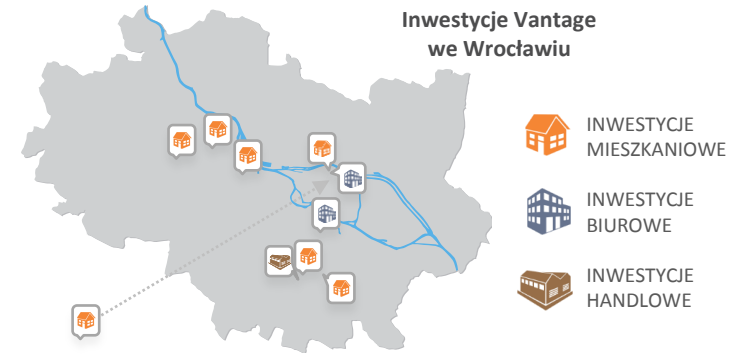 Inwestycje Vantage
we Wrocławiu
INWESTYCJE
MIESZKANIOWE
INWESTYCJE
BIUROWE
INWESTYCJE
HANDLOWE